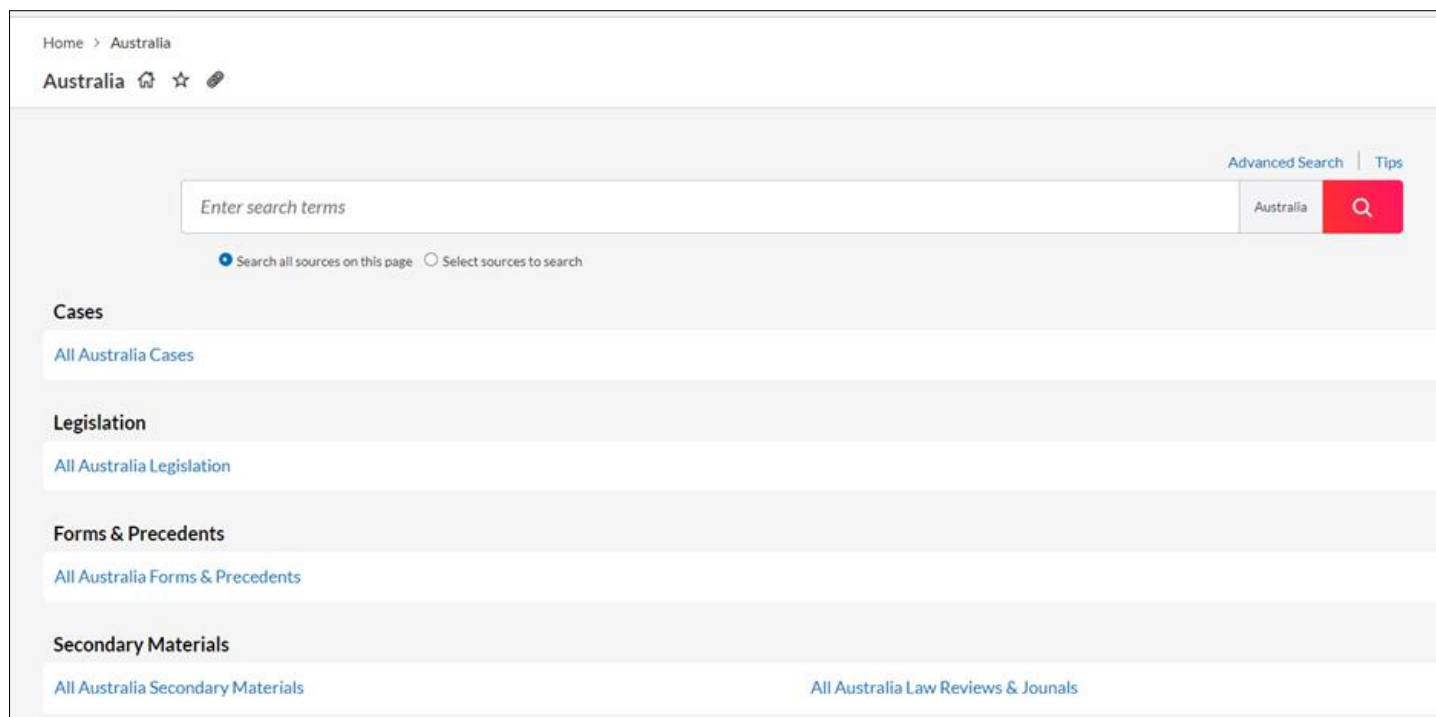 Home > Australia
Australia
Advanced Search | Tips
Enter search terms
Australia
Search all sources on this page
Select sources to search
Cases
All Australia Cases
Legislation
All Australia Legislation
Forms & Precedents
All Australia Forms & Precedents
Secondary Materials
All Australia Secondary Materials
All Australia Law Reviews & Jounals